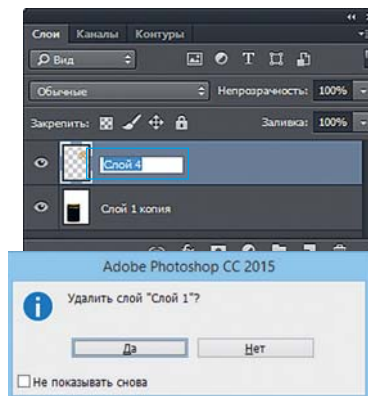 Слои Каналы Контуры
Вид
Обычные Непрозрачность: 100%
Закрепить: Заливка: 100%
Слой 4
Слой 1 копия
fx
Adobe Photoshop CC 2015
Удалить слой "Слой 1"?
Да Нет
Не показывать снова